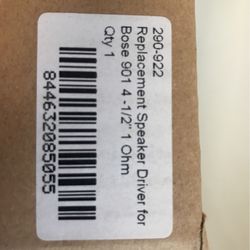 290-922
Replacement Speaker Driver for
Bose 901 4 -1/2" 1 Ohm
Qty 1
844632085055